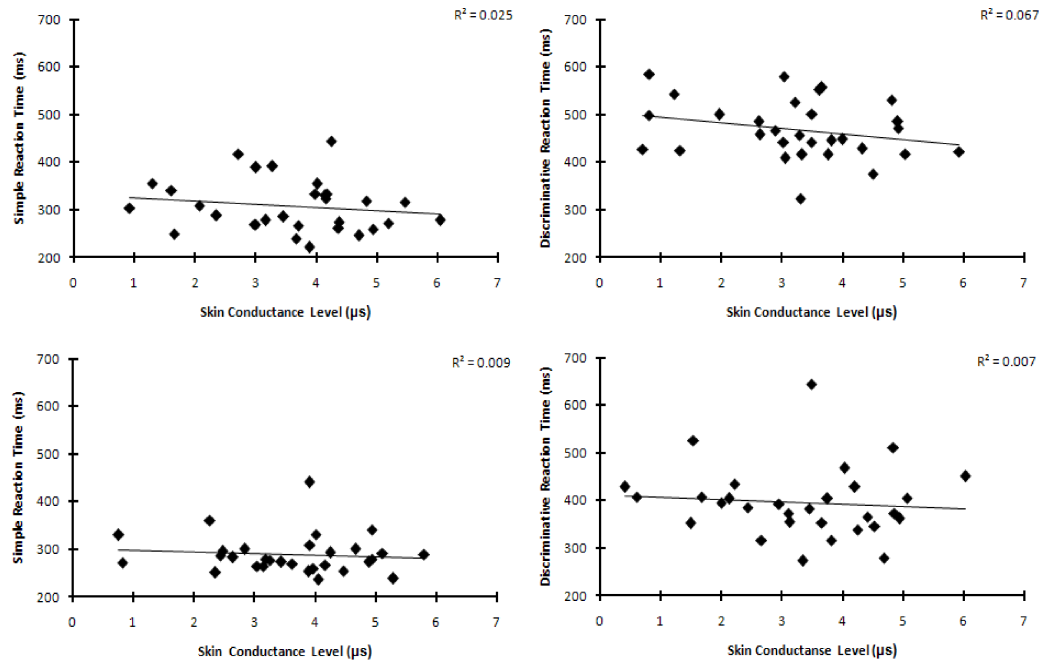 R² = 0.025
Simple Reaction Time (ms)
700
600
500
400
300
200
0 1 2 3 4 5 6 7
Skin Conductance Level (µs)
R² = 0.067
Discriminative Reaction Time (ms)
700
600
500
400
300
200
0 1 2 3 4 5 6 7
Skin Conductance Level (µs)
R² = 0.009
Simple Reaction Time (ms)
700
600
500
400
300
200
0 1 2 3 4 5 6 7
Skin Conductance Level (µs)
R² = 0.007
Discriminative Reaction Time (ms)
700
600
500
400
300
200
0 1 2 3 4 5 6 7
Skin Conductanse Level (µs)